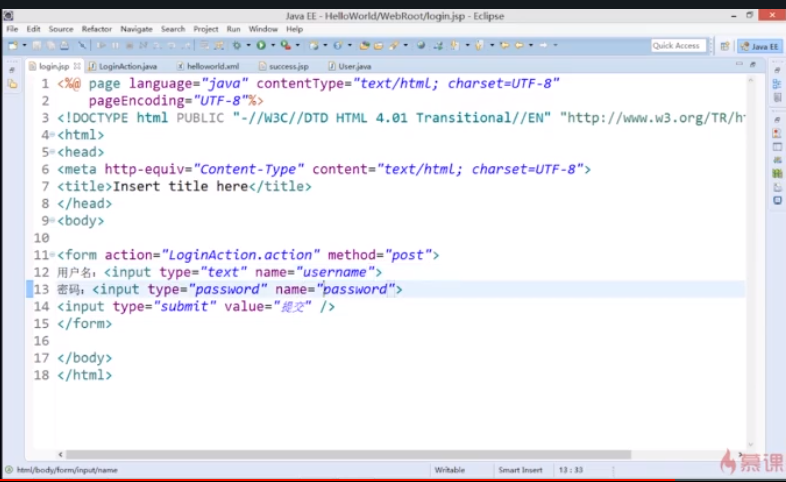 Java EE - HelloWorld/WebRoot/login.jsp - Eclipse
File Edit Source Refactor Navigate Search Project Run Window Help
Quick Access Java EE
login.jsp LoginAction.java helloworld.xml success.jsp User.java
1 <%@ page language="java" contentType="text/html; charset=UTF-8"
2 pageEncoding="UTF-8"%>
3 <!DOCTYPE html PUBLIC "-//W3C//DTD HTML 4.01 Transitional//EN" "http://www.w3.org/TR/ht
4 <html>
5 <head>
6 <meta http-equiv="Content-Type" content="text/html; charset=UTF-8">
7 <title>Insert title here</title>
8 </head>
9 <body>
10
11 <form action="LoginAction.action" method="post">
12 用户名：<input type="text" name="username">
13 密码：<input type="password" name="password">
14 <input type="submit" value="提交" />
15 </form>
16
17 </body>
18 </html>
html/body/form/input/name Writable Smart Insert 13 : 33
慕课